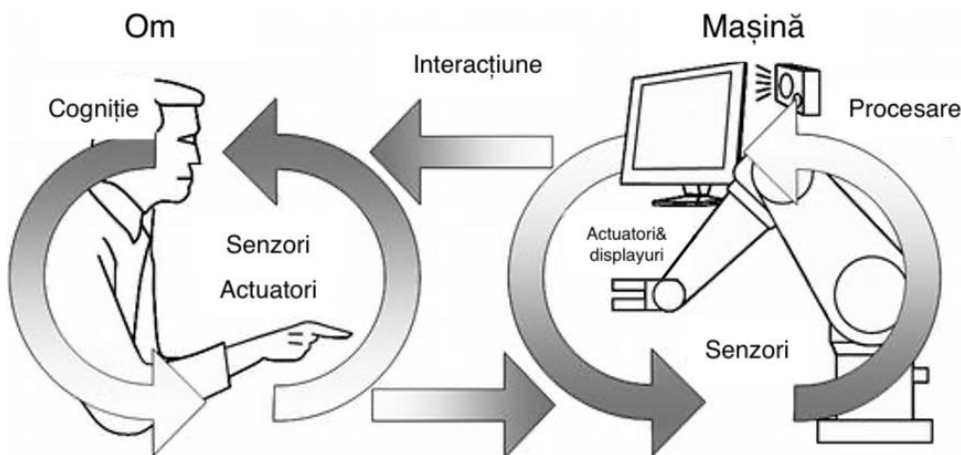 Om
Mașină
Interacțiune
Cogniție
Procesare
Senzori
Actuatori
Actuatori&
displayuri
Senzori